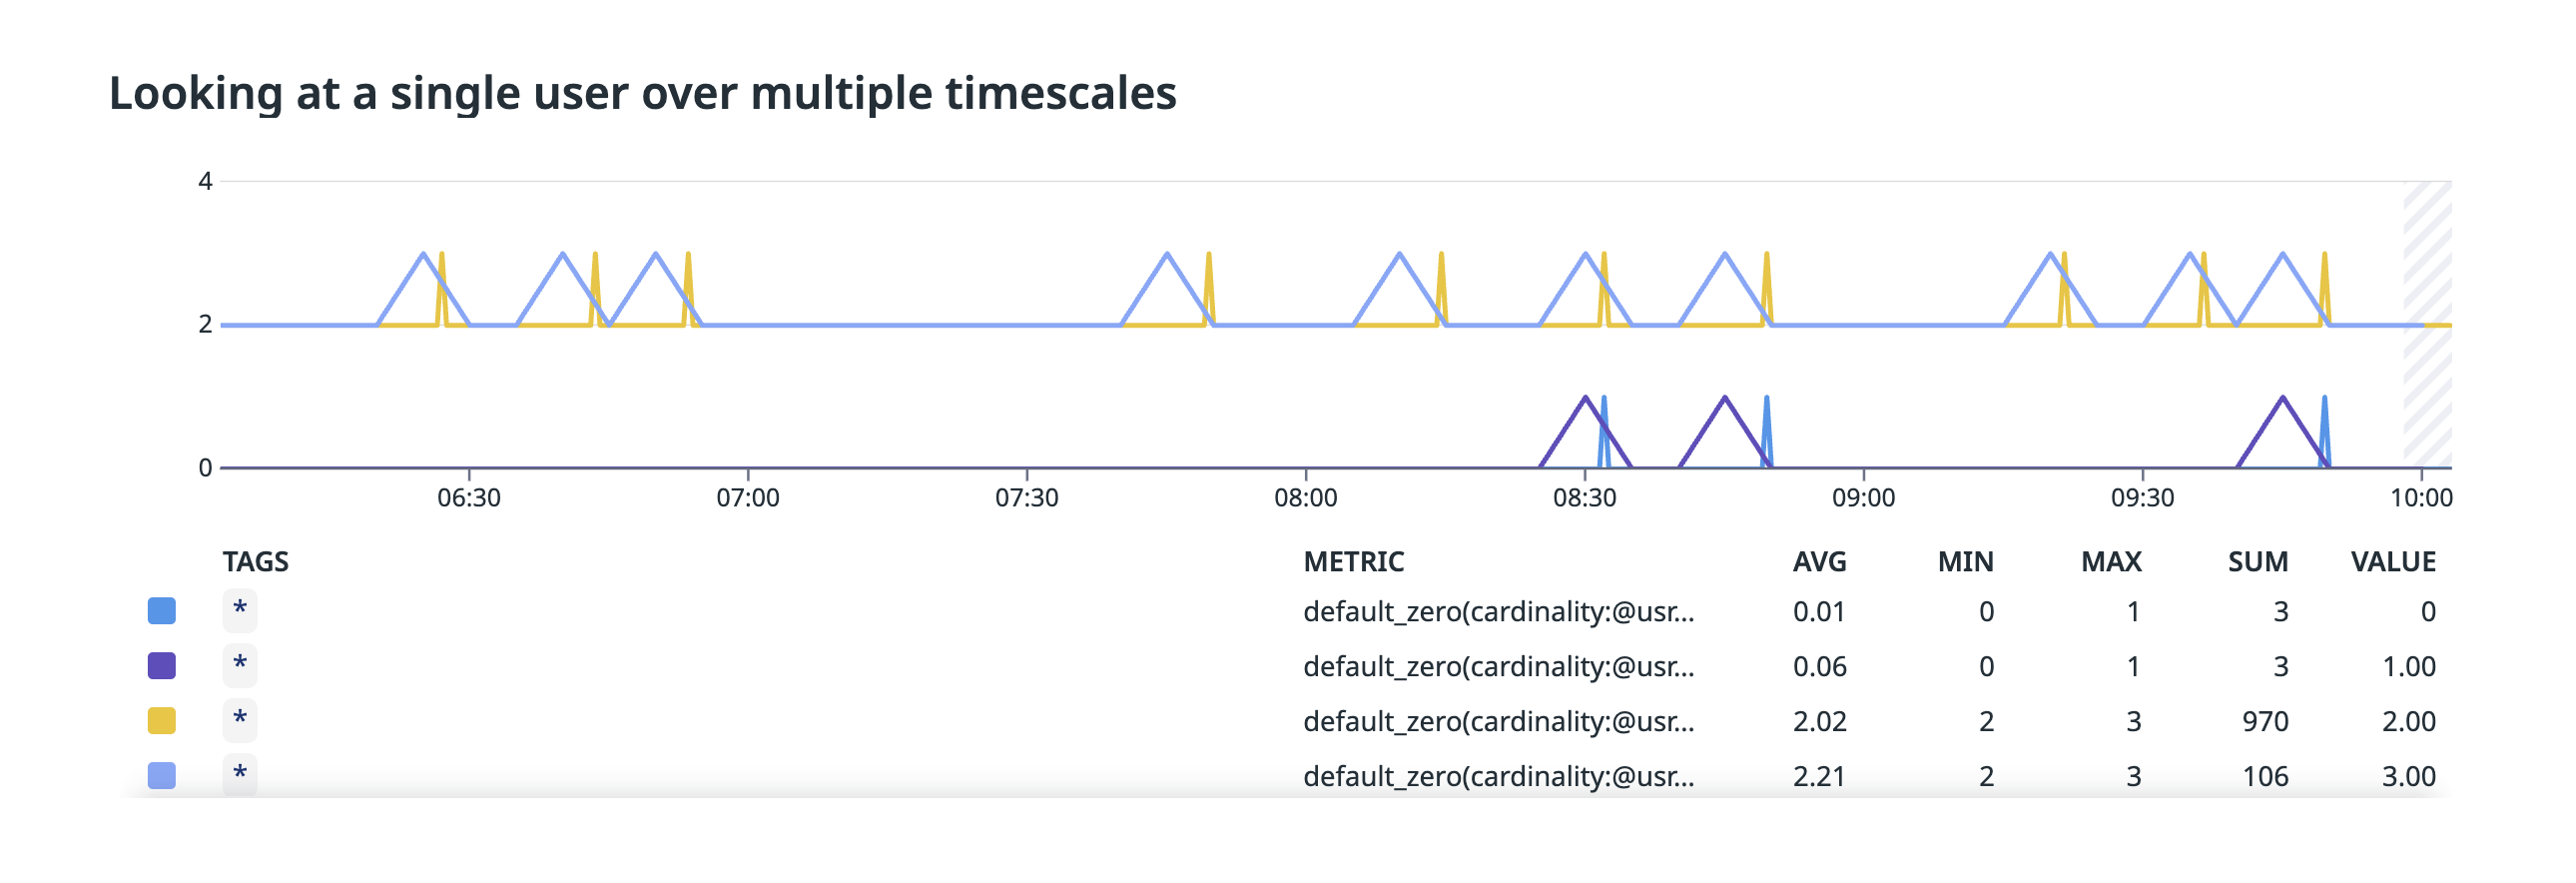 Looking at a single user over multiple timescales
4
2
0
06:30 07:00 07:30 08:00 08:30 09:00 09:30 10:00
TAGS METRIC AVG MIN MAX SUM VALUE
* default_zero(cardinality:@usr... 0.01 0 1 3 0
* default_zero(cardinality:@usr... 0.06 0 1 3 1.00
* default_zero(cardinality:@usr... 2.02 2 3 970 2.00
* default_zero(cardinality:@usr... 2.21 2 3 106 3.00